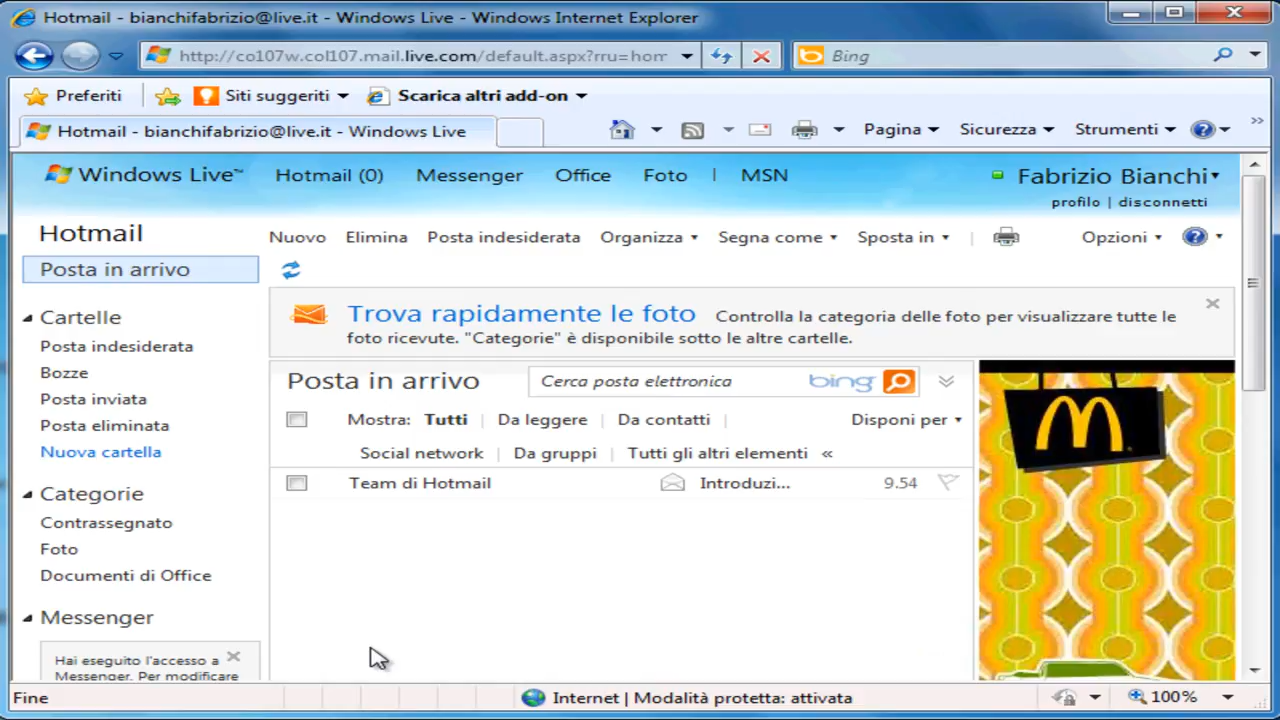 Hotmail - bianchifabrizio@live.it - Windows Live - Windows Internet Explorer
http://co107w.col107.mail.live.com/default.aspx?rru=hom
Bing
Preferiti
Siti suggeriti
Scarica altri add-on
Hotmail - bianchifabrizio@live.it - Windows Live
Pagina
Sicurezza
Strumenti
Windows Live™
Hotmail (0)
Messenger
Office
Foto
MSN
Fabrizio Bianchi
profilo | disconnetti
Hotmail
Nuovo
Elimina
Posta indesiderata
Organizza
Segna come
Sposta in
Opzioni
Posta in arrivo
Cartelle
Posta indesiderata
Bozze
Posta inviata
Posta eliminata
Nuova cartella
Categorie
Contrassegnato
Foto
Documenti di Office
Messenger
Hai eseguito l'accesso a
Messenger. Per modificare
Trova rapidamente le foto Controlla la categoria delle foto per visualizzare tutte le
foto ricevute. "Categorie" è disponibile sotto le altre cartelle.
Posta in arrivo
Cerca posta elettronica
bing
Mostra: Tutti | Da leggere | Da contatti |
Disponi per
Social network | Da gruppi | Tutti gli altri elementi «
Team di Hotmail
Introduzi...
9.54
Fine
Internet | Modalità protetta: attivata
100%